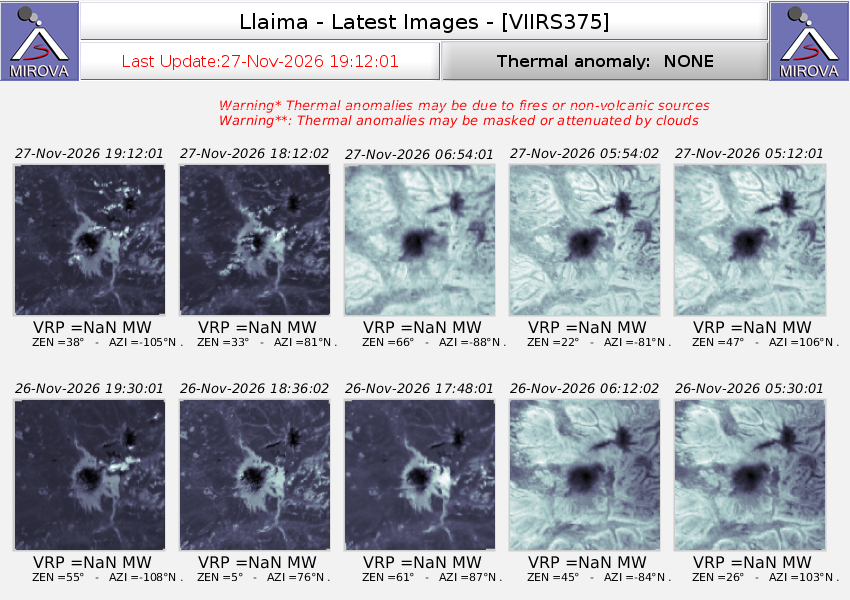 Llaima - Latest Images - [VIIRS375]
MIROVA
Last Update:27-Nov-2026 19:12:01
Thermal anomaly: NONE
MIROVA
Warning* Thermal anomalies may be due to fires or non-volcanic sources
Warning**: Thermal anomalies may be masked or attenuated by clouds
27-Nov-2026 19:12:01 27-Nov-2026 18:12:02 27-Nov-2026 06:54:01 27-Nov-2026 05:54:02 27-Nov-2026 05:12:01
VRP =NaN MW VRP =NaN MW VRP =NaN MW VRP =NaN MW VRP =NaN MW
ZEN =38° - AZI =-105°N . ZEN =33° - AZI =81°N . ZEN =66° - AZI =-88°N . ZEN =22° - AZI =-81°N . ZEN =47° - AZI =106°N .
26-Nov-2026 19:30:01 26-Nov-2026 18:36:02 26-Nov-2026 17:48:01 26-Nov-2026 06:12:02 26-Nov-2026 05:30:01
VRP =NaN MW VRP =NaN MW VRP =NaN MW VRP =NaN MW VRP =NaN MW
ZEN =55° - AZI =-108°N . ZEN =5° - AZI =76°N . ZEN =61° - AZI =87°N . ZEN =45° - AZI =-84°N . ZEN =26° - AZI =103°N .